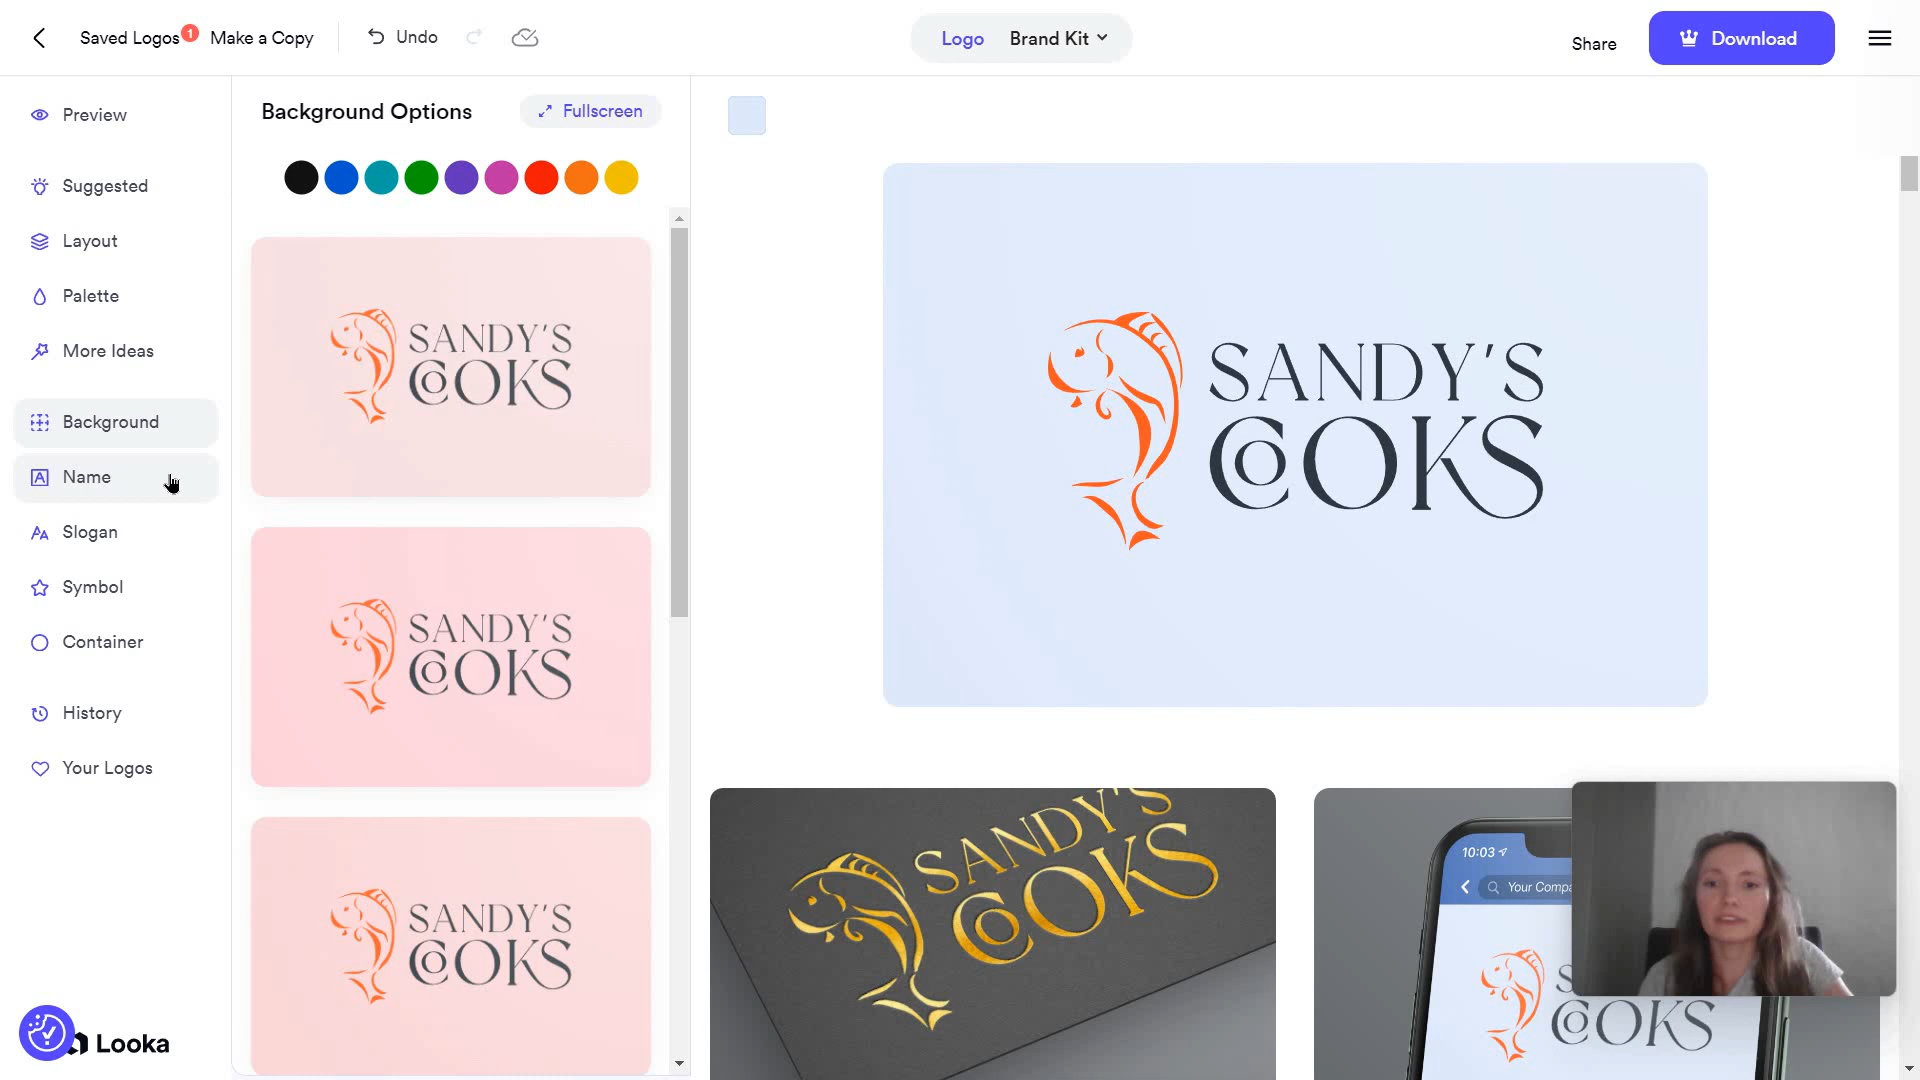 Saved Logos 1 Make a Copy Undo Logo Brand Kit Share Download
Preview
Suggested
Layout
Palette
More Ideas
Background
Name
Slogan
Symbol
Container
History
Your Logos
Looka
Background Options Fullscreen
SANDY'S
COOKS
SANDY'S
COOKS
SANDY'S
COOKS
SANDY'S
COOKS
SANDY'S
COOKS
10:03
Your Compa
S
COOKS